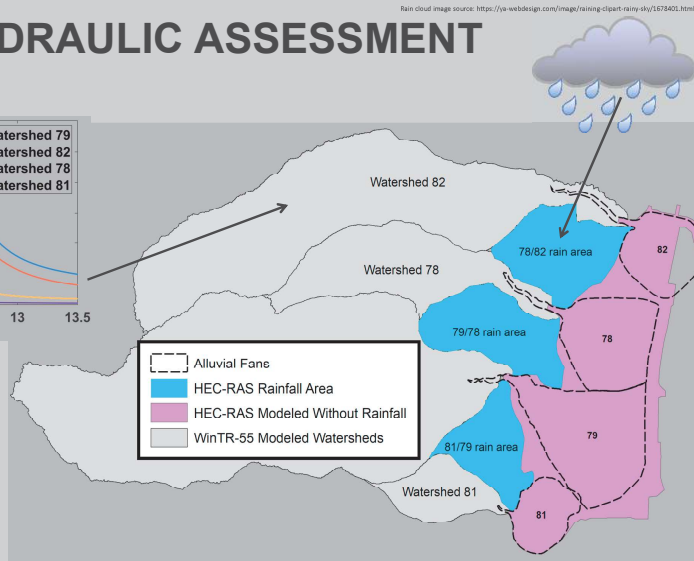 Rain cloud image source: https://ya-webdesign.com/image/raining-clipart-rainy-sky/1678401.html
DRAULIC ASSESSMENT
atershed 79
atershed 82
atershed 78
atershed 81
13
13.5
Watershed 82
78/82 rain area
82
Watershed 78
79/78 rain area
78
Alluvial Fans
HEC-RAS Rainfall Area
HEC-RAS Modeled Without Rainfall
WinTR-55 Modeled Watersheds
79
81/79 rain area
Watershed 81
81